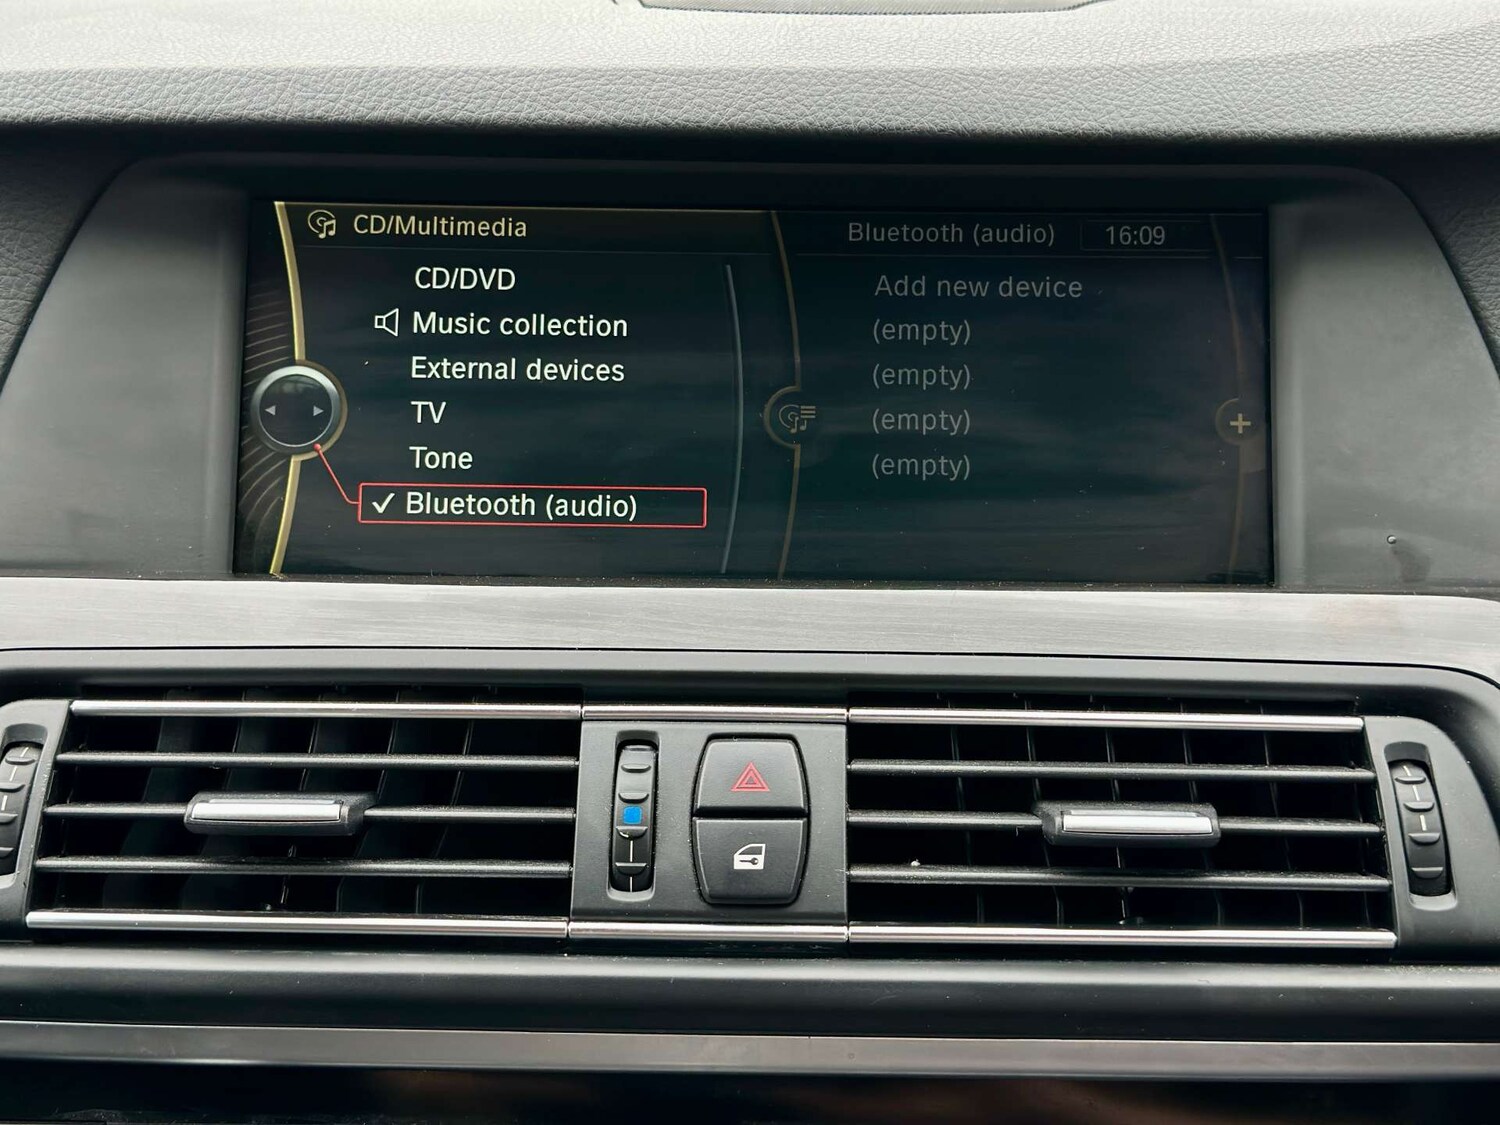 CD/Multimedia
CD/DVD
Music collection
External devices
TV
Tone
✓ Bluetooth (audio)
Bluetooth (audio) 16:09
Add new device
(empty)
(empty)
(empty)
(empty)